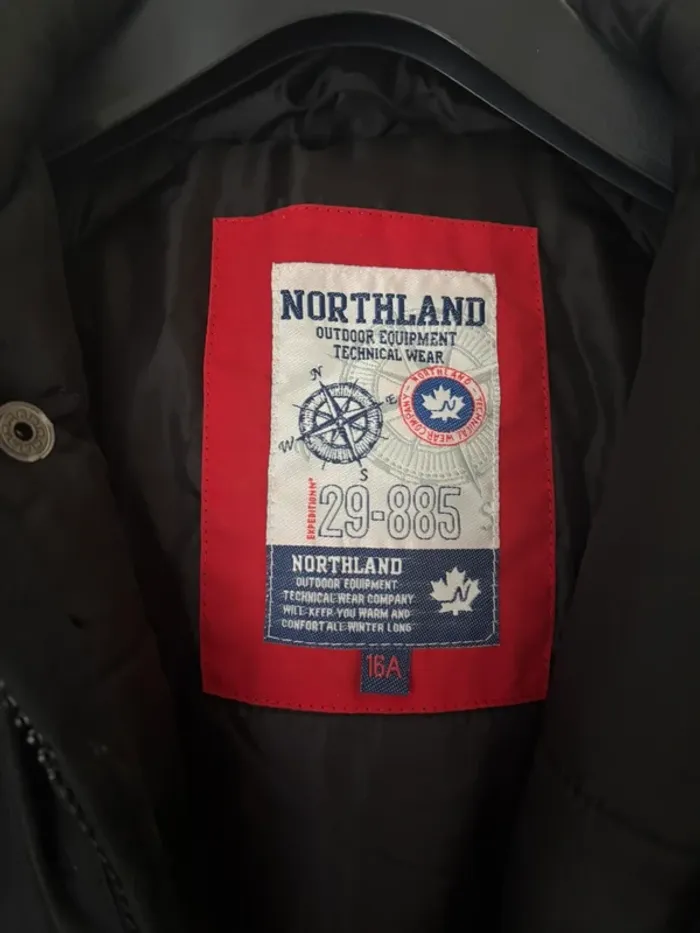 NORTHLAND
OUTDOOR EQUIPMENT
TECHNICAL WEAR
N
E
W
S
NORTHLAND
TECHNICAL WEAR COMPANY
N
EXPEDITION N°
29-885
S
NORTHLAND
OUTDOOR EQUIPMENT
TECHNICAL WEAR COMPANY
WILL KEEP YOU WARM AND
CONFORT ALL WINTER LONG
N
16A